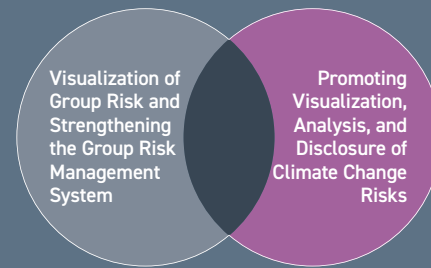 Visualization of
Group Risk and
Strengthening
the Group Risk
Management
System
Promoting
Visualization,
Analysis, and
Disclosure of
Climate Change
Risks